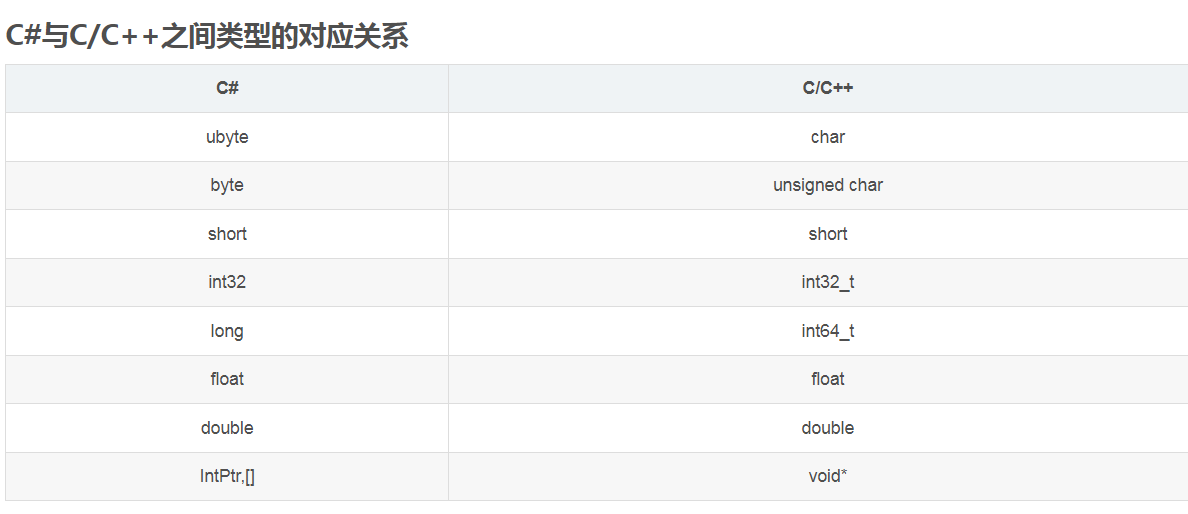 C#与C/C++之间类型的对应关系
C# C/C++
ubyte char
byte unsigned char
short short
int32 int32_t
long int64_t
float float
double double
IntPtr,[] void*